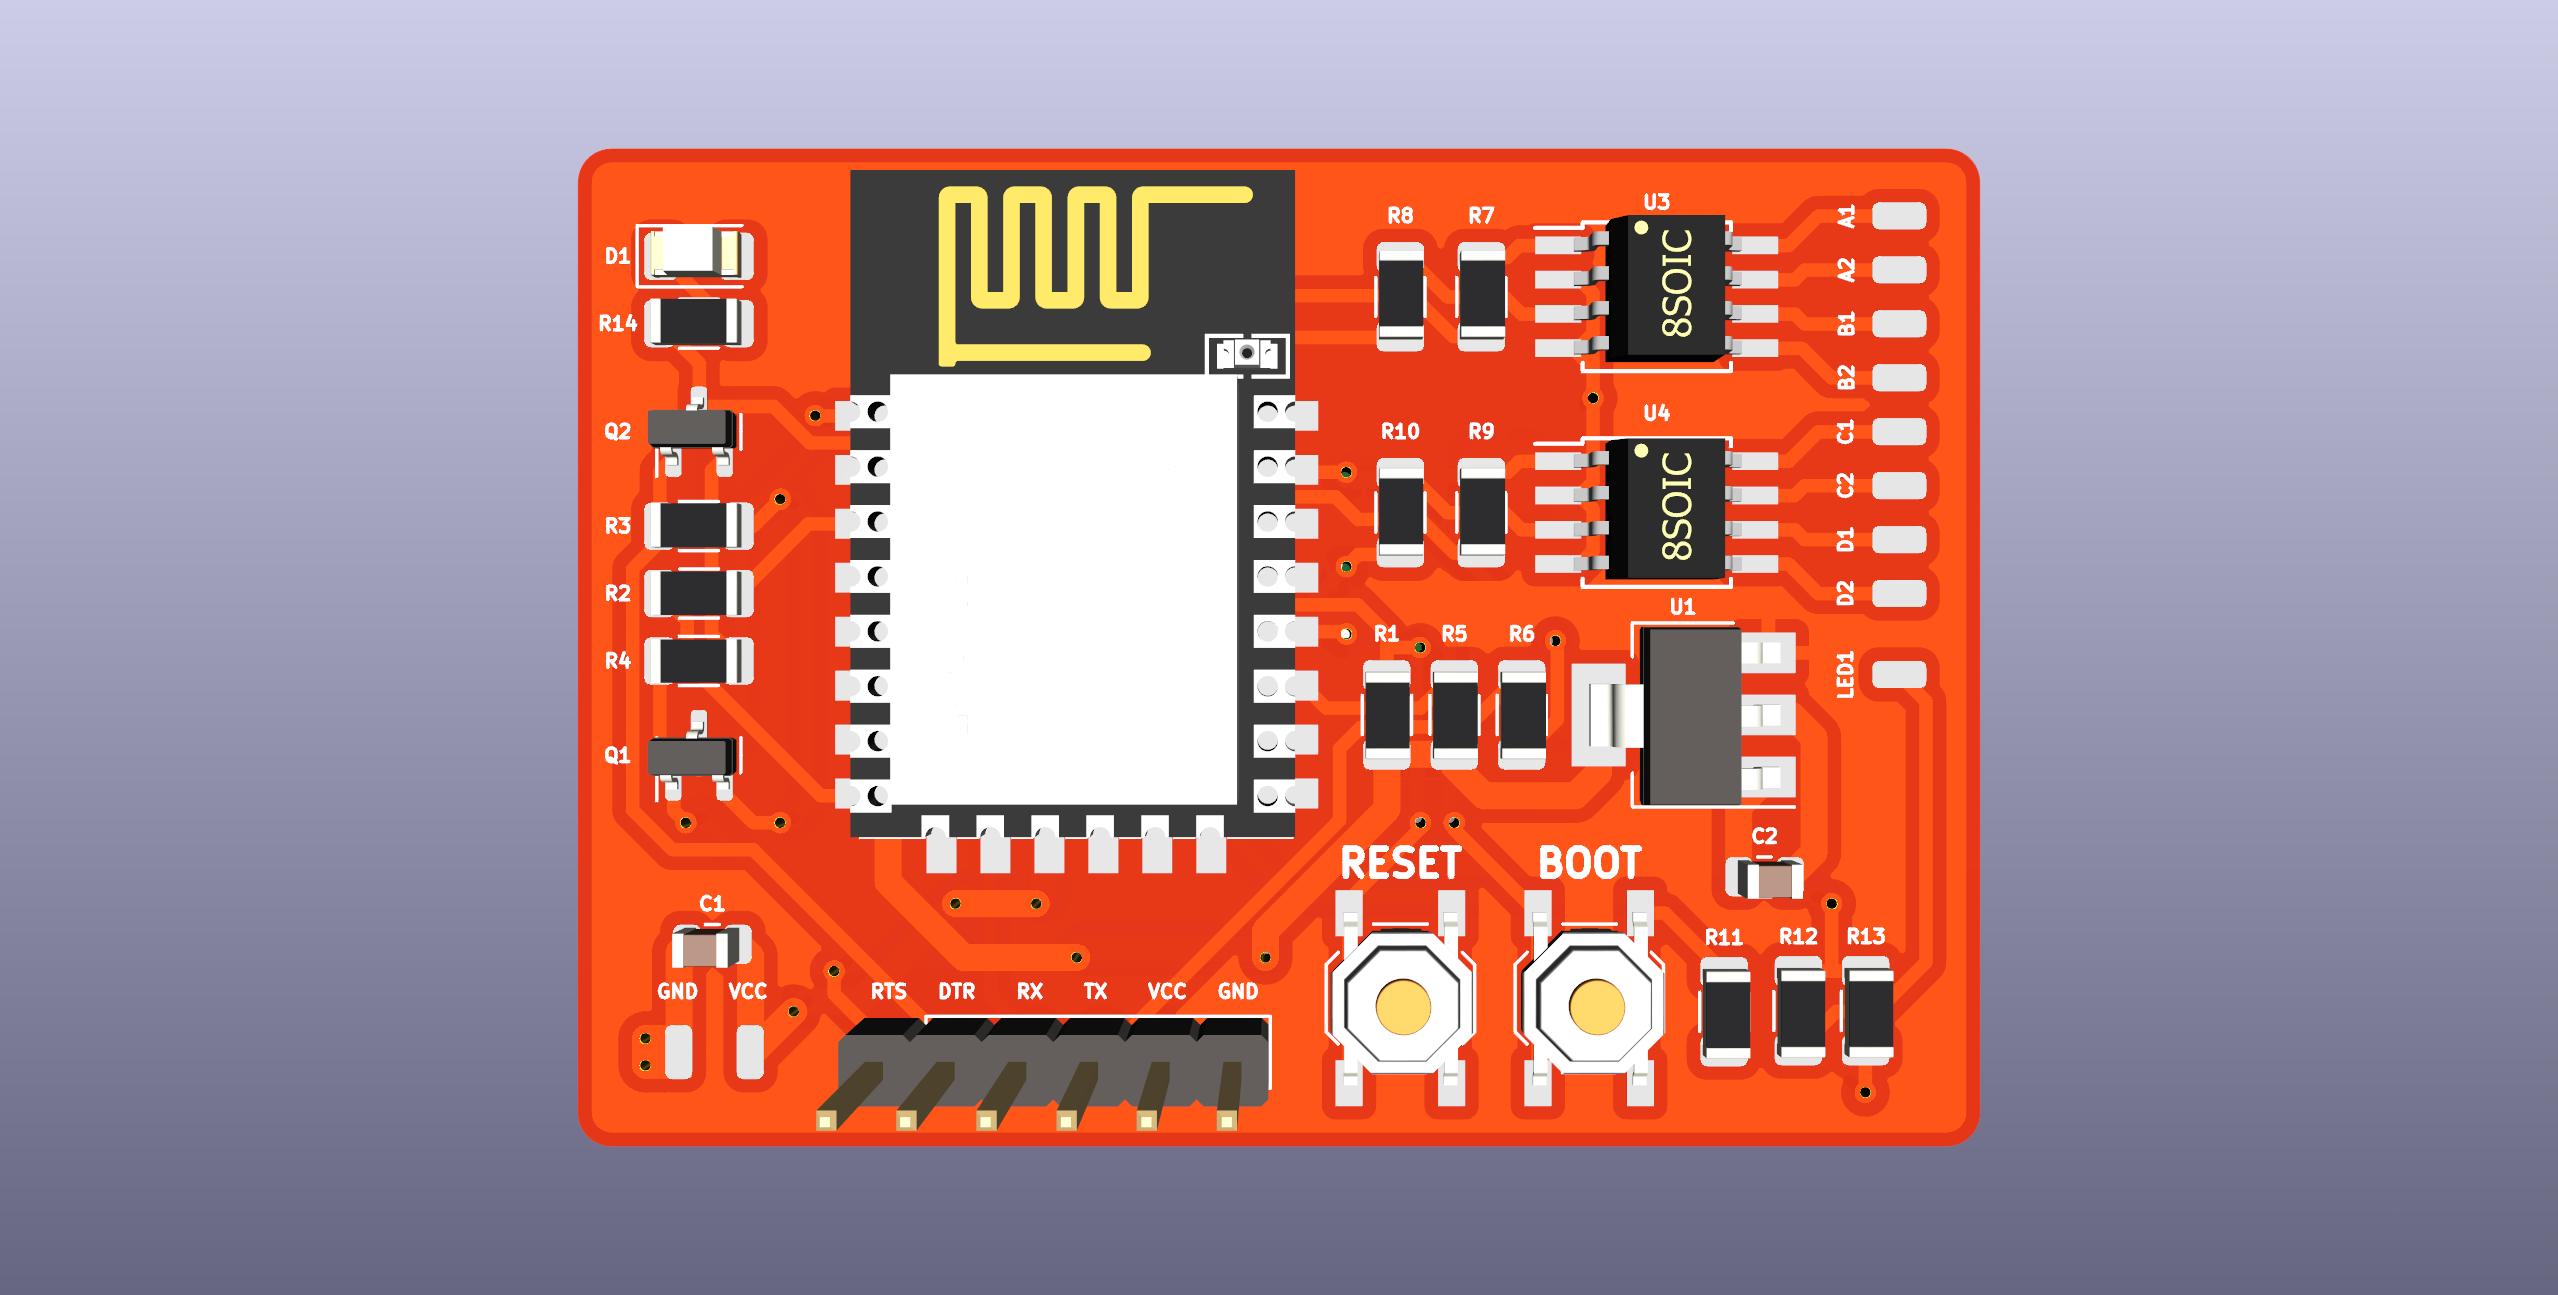 D1
R14
Q2
R3
R2
R4
Q1
C1
GND VCC
RTS DTR RX TX VCC GND
R8 R7
U3
8SOIC
R10 R9
U4
8SOIC
R1 R5 R6
U1
A1
A2
B1
B2
C1
C2
D1
D2
LED1
C2
RESET BOOT
R11 R12 R13